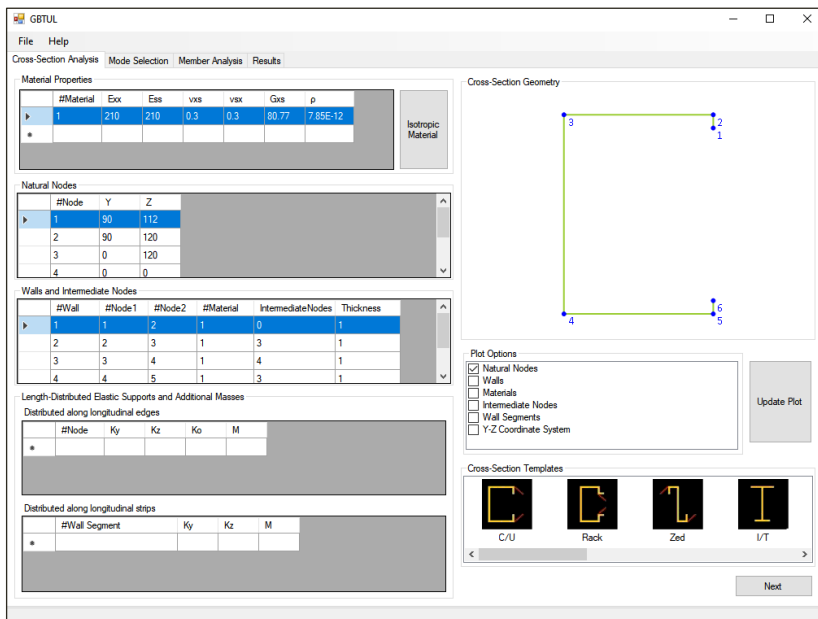 GBTUL
File Help
Cross-Section Analysis Mode Selection Member Analysis Results
Material Properties
#Material Exx Ess vxs vsx Gxs ρ
1 210 210 0.3 0.3 80.77 7.85E-12
Isotropic
Material
Natural Nodes
#Node Y Z
1 90 112
2 90 120
3 0 120
4 0 0
Walls and Intermediate Nodes
#Wall #Node1 #Node2 #Material IntermediateNodes Thickness
1 1 2 1 0 1
2 2 3 1 3 1
3 3 4 1 4 1
4 4 5 1 3 1
Length-Distributed Elastic Supports and Additional Masses
Distributed along longitudinal edges
#Node Ky Kz Ko M
Distributed along longitudinal strips
#Wall Segment Ky Kz M
Cross-Section Geometry
3 2
1
6
4 5
Plot Options
Natural Nodes
Walls
Materials
Intermediate Nodes
Wall Segments
Y-Z Coordinate System
Update Plot
Cross-Section Templates
C/U Rack Zed I/T
Next